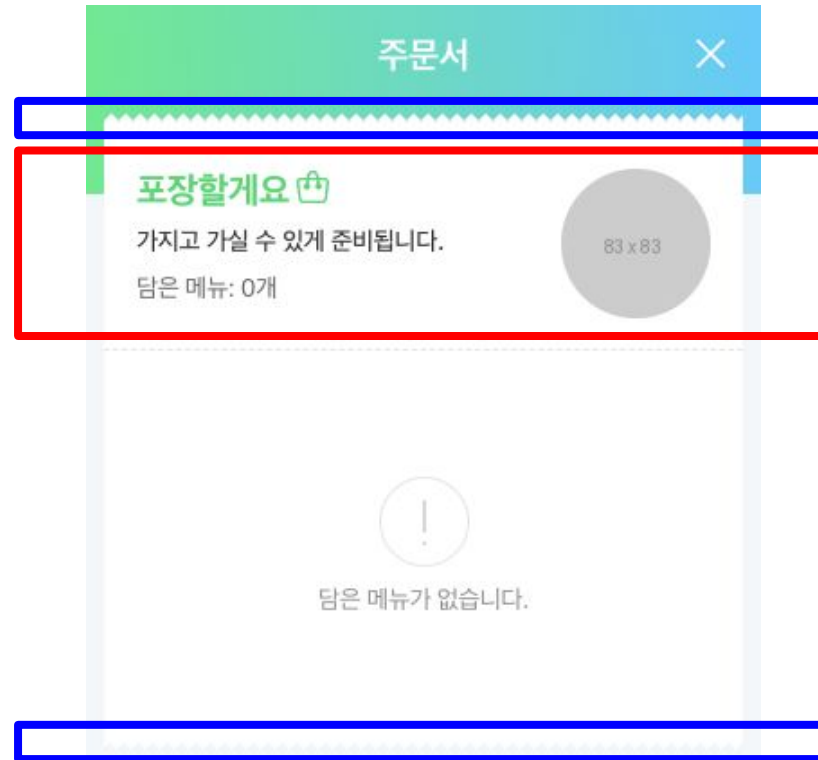 주문서
포장할게요
가지고 가실 수 있게 준비됩니다.
83 x 83
담은 메뉴: 0개
담은 메뉴가 없습니다.